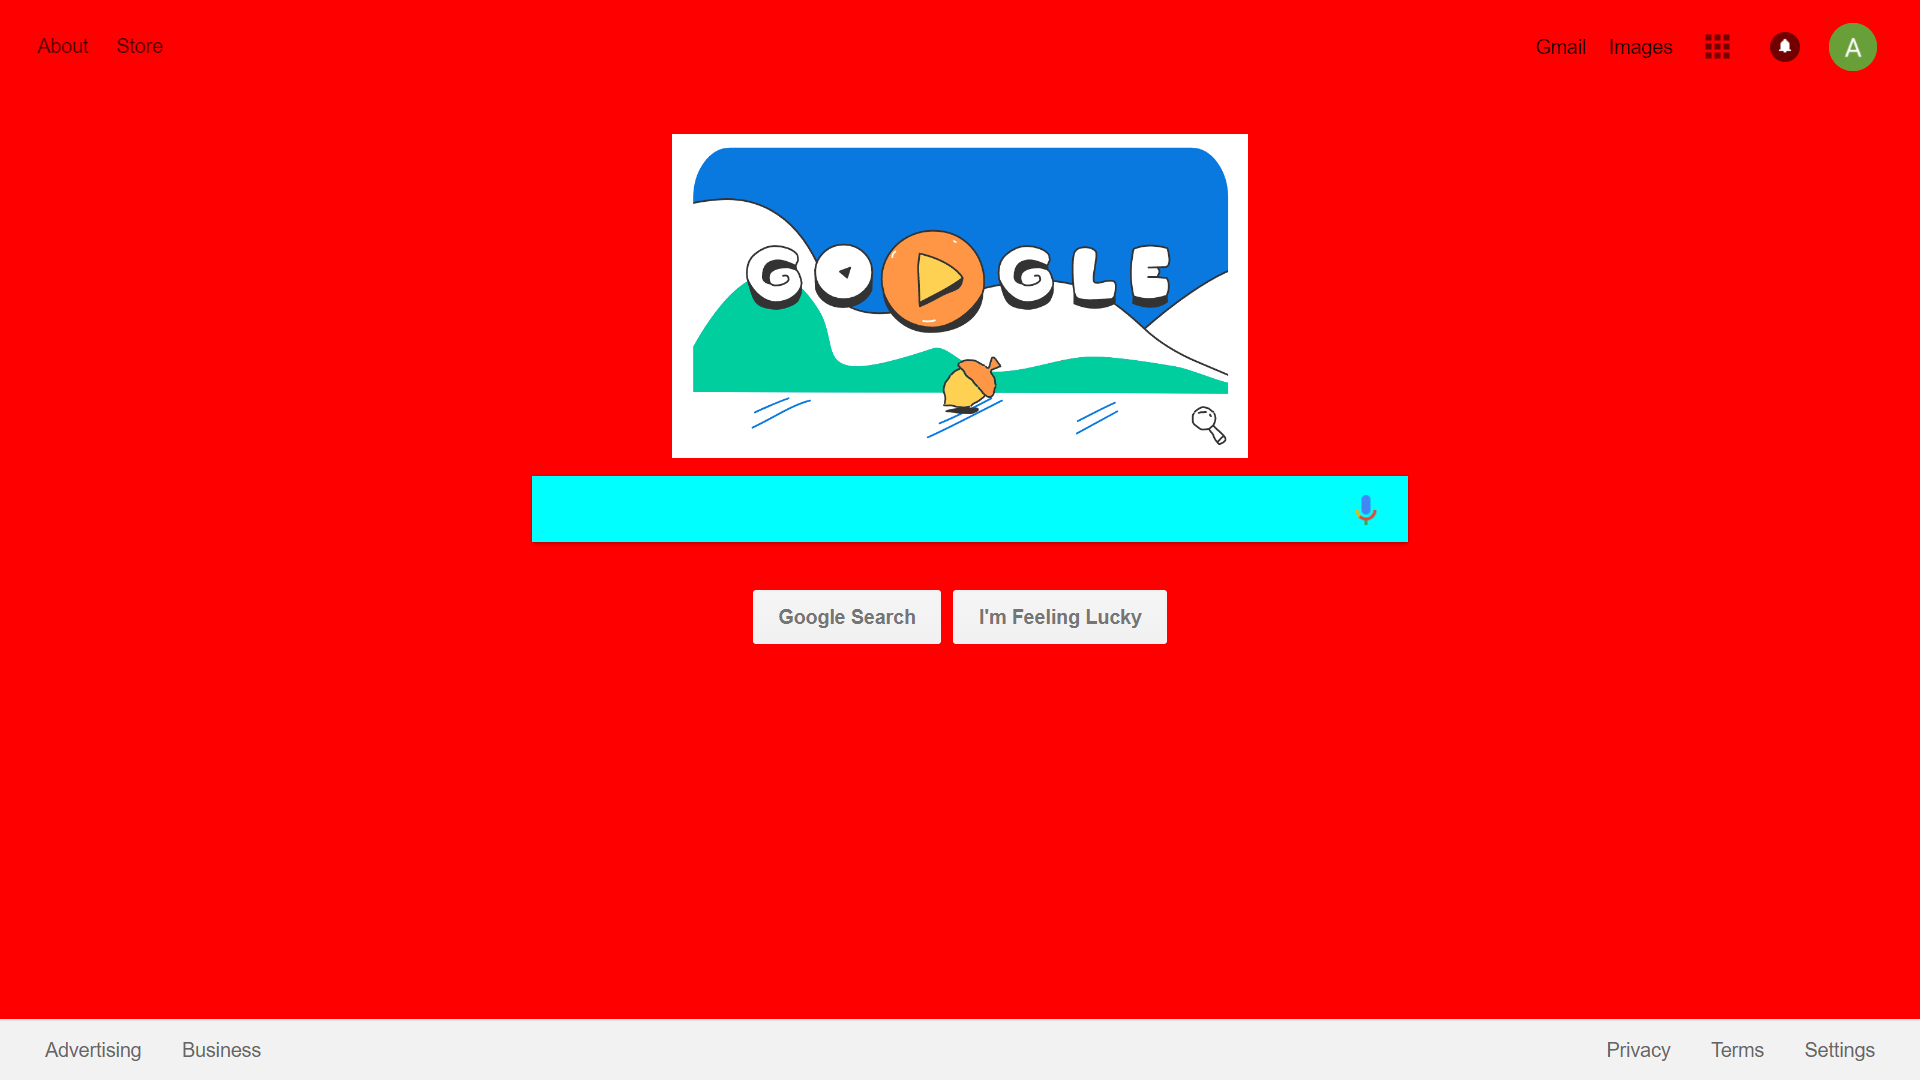 About Store
Gmail Images
A
GOOGLE
Google Search
I'm Feeling Lucky
Advertising Business
Privacy Terms Settings